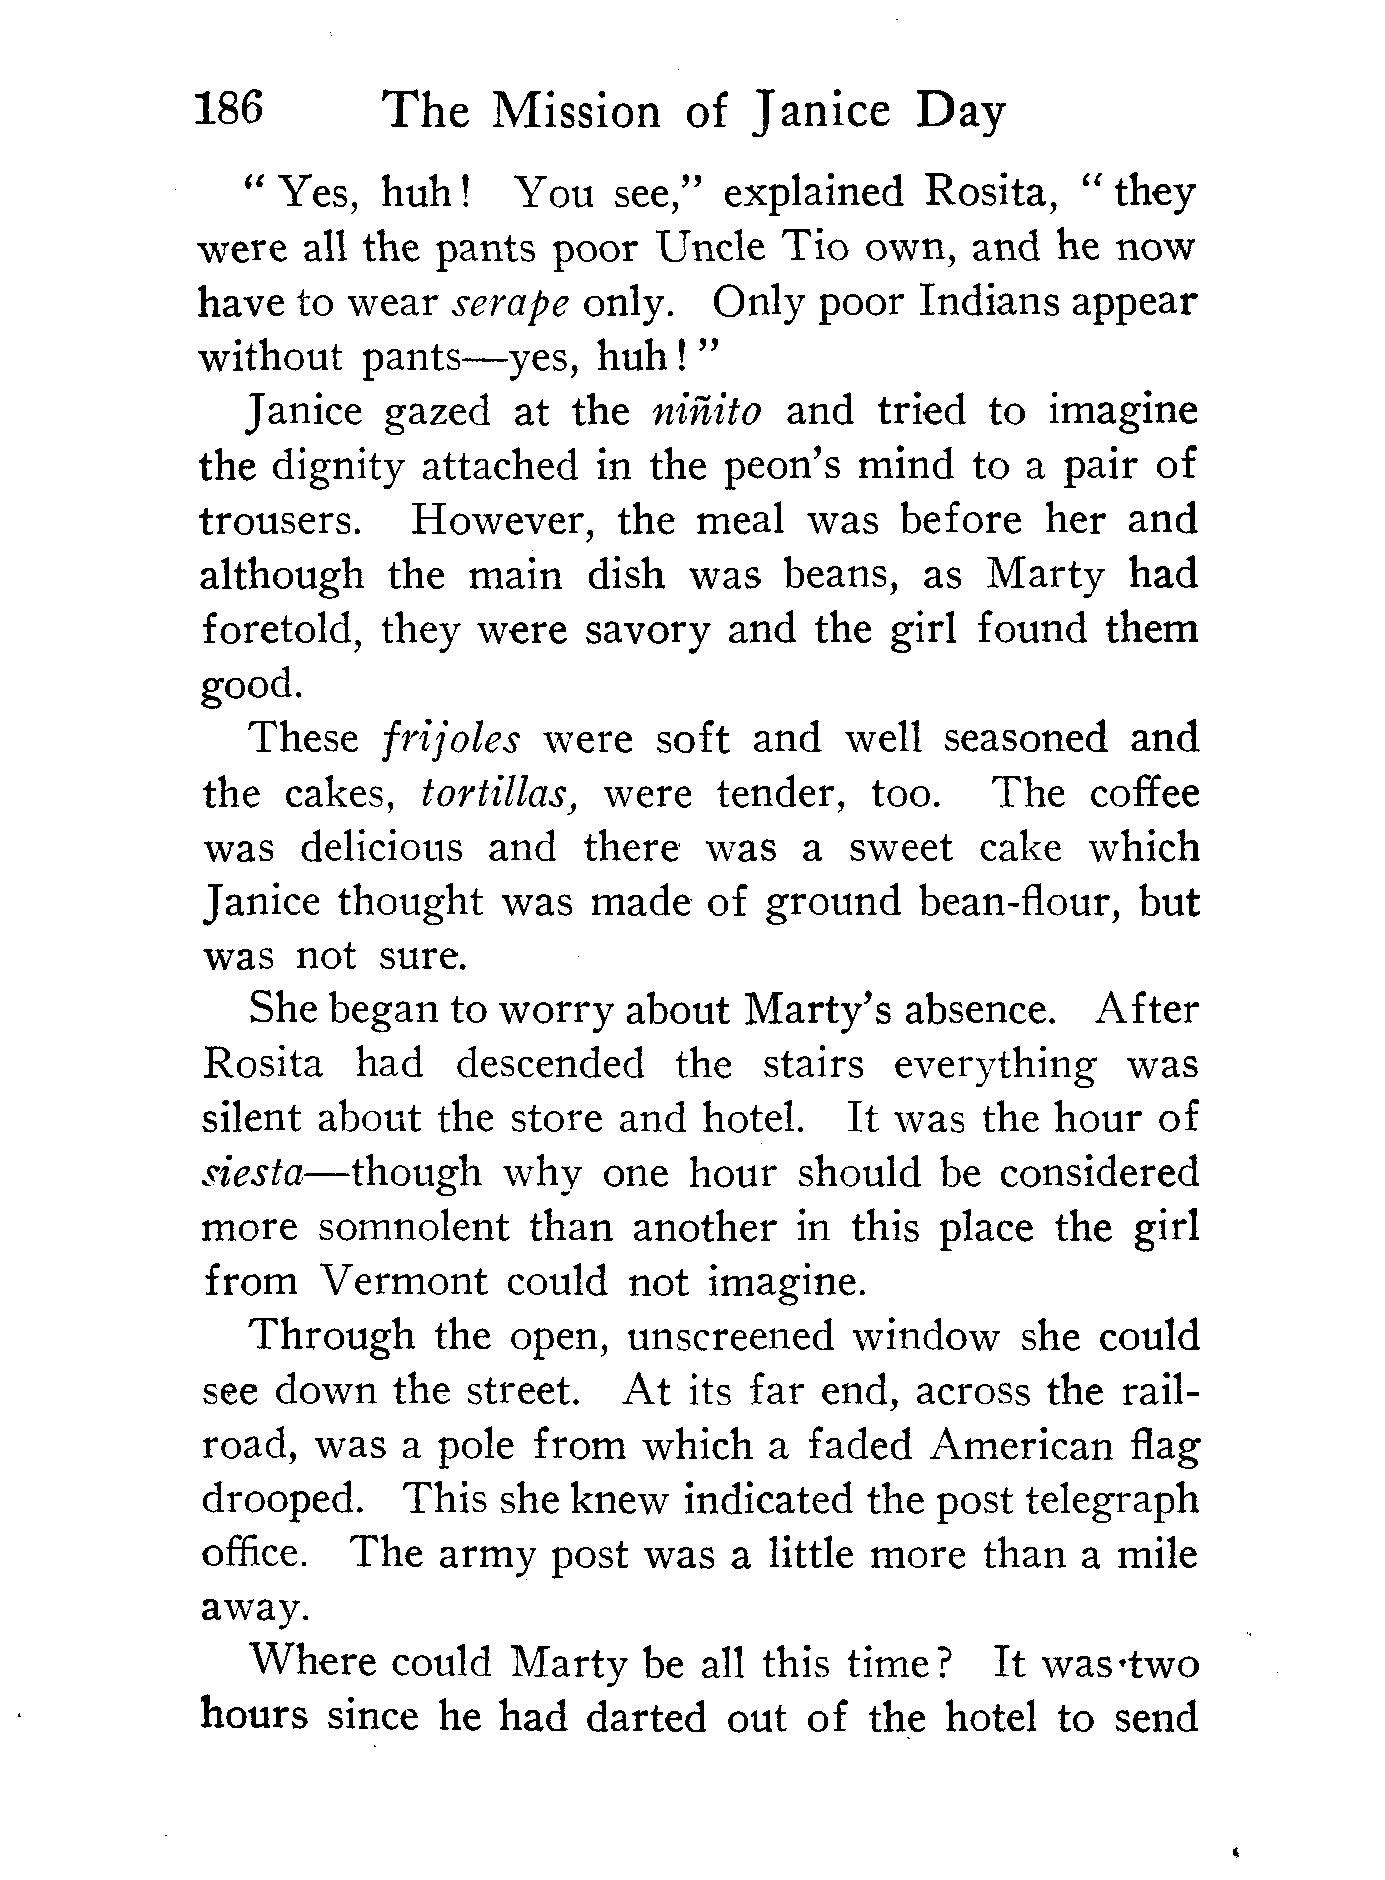 186 The Mission of Janice Day
" Yes, huh! You see," explained Rosita, " they
were all the pants poor Uncle Tio own, and he now
have to wear serape only. Only poor Indians appear
without pants—yes, huh! "
Janice gazed at the niñito and tried to imagine
the dignity attached in the peon's mind to a pair of
trousers. However, the meal was before her and
although the main dish was beans, as Marty had
foretold, they were savory and the girl found them
good.
These frijoles were soft and well seasoned and
the cakes, tortillas, were tender, too. The coffee
was delicious and there was a sweet cake which
Janice thought was made of ground bean-flour, but
was not sure.
She began to worry about Marty's absence. After
Rosita had descended the stairs everything was
silent about the store and hotel. It was the hour of
siesta—though why one hour should be considered
more somnolent than another in this place the girl
from Vermont could not imagine.
Through the open, unscreened window she could
see down the street. At its far end, across the rail-
road, was a pole from which a faded American flag
drooped. This she knew indicated the post telegraph
office. The army post was a little more than a mile
away.
Where could Marty be all this time? It was two
hours since he had darted out of the hotel to send